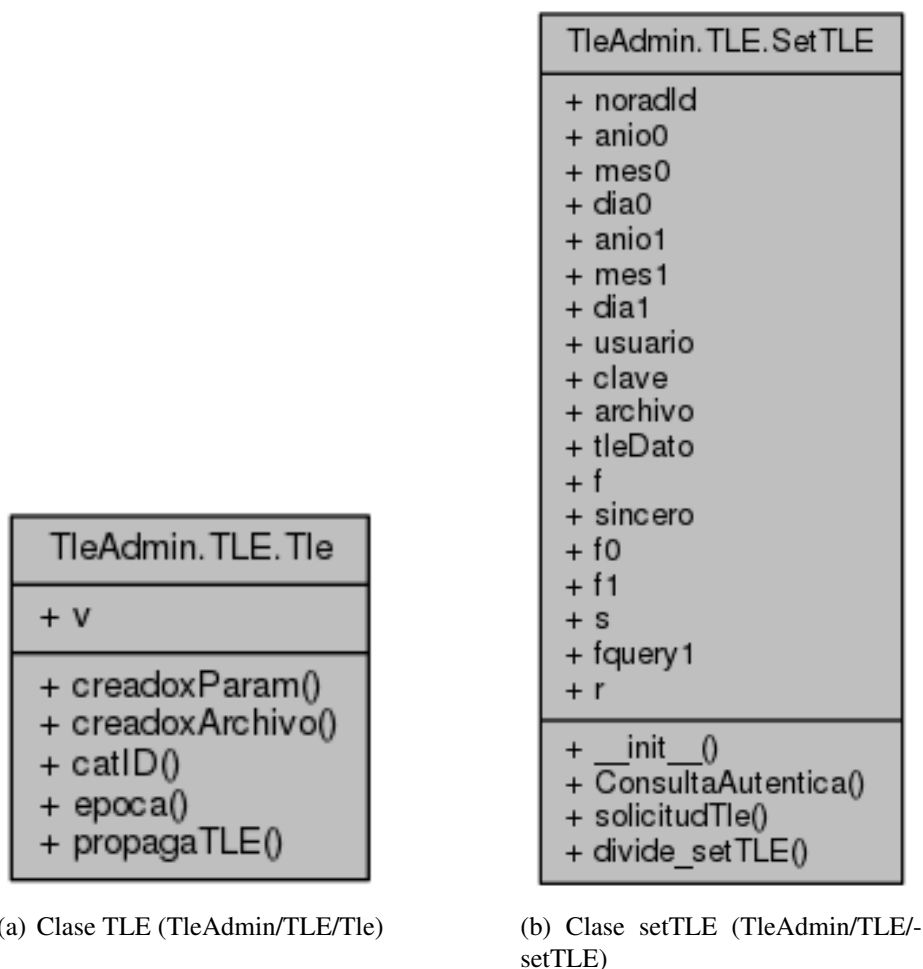 TleAdmin.TLE.Tle
+ v
+ creadoxParam()
+ creadoxArchivo()
+ catID()
+ epoca()
+ propagaTLE()
(a) Clase TLE (TleAdmin/TLE/Tle)
TleAdmin.TLE.SetTLE
+ noradId
+ anio0
+ mes0
+ dia0
+ anio1
+ mes1
+ dia1
+ usuario
+ clave
+ archivo
+ tleDato
+ f
+ sincero
+ f0
+ f1
+ s
+ fquery1
+ r
+ __init__()
+ ConsultaAutentica()
+ solicitudTle()
+ divide_setTLE()
(b) Clase setTLE (TleAdmin/TLE/-
setTLE)